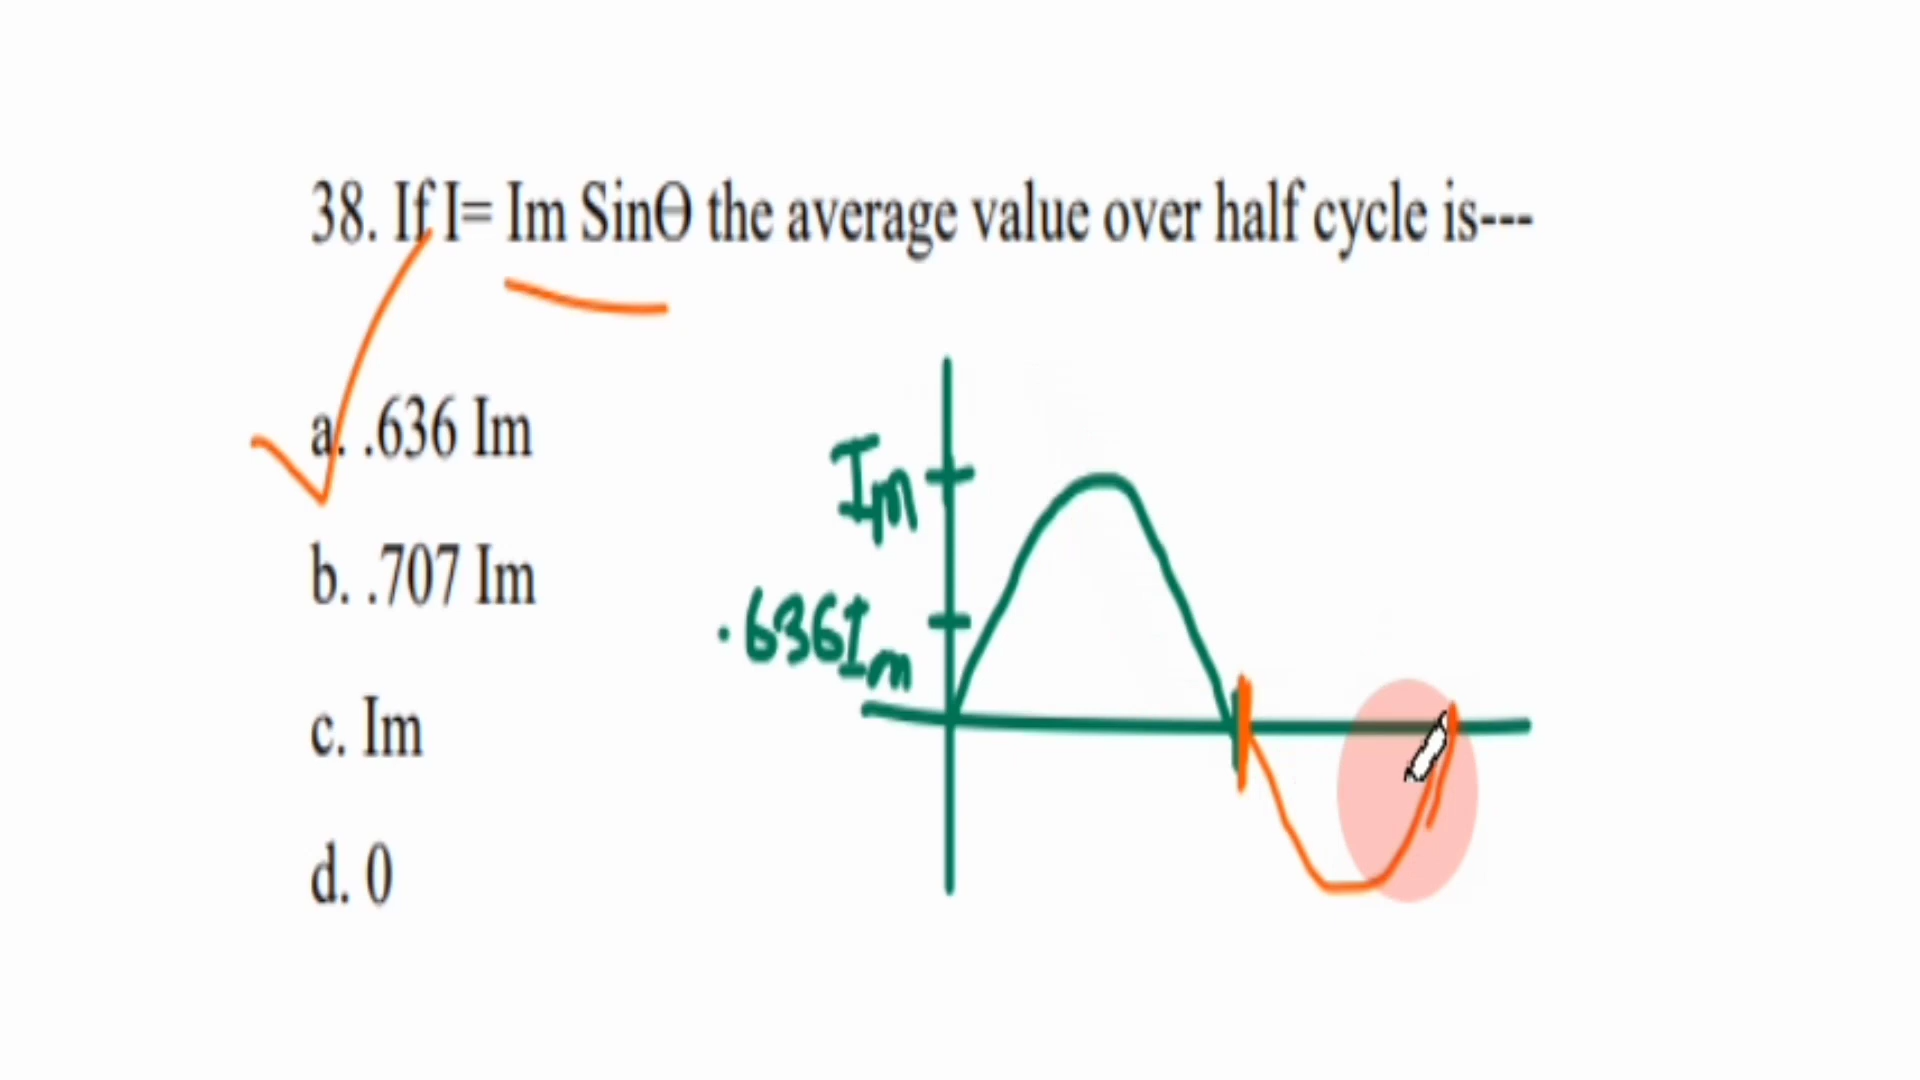 38. If I= Im SinΘ the average value over half cycle is---
a. .636 Im
b. .707 Im
c. Im
d. 0
Im
.636Im